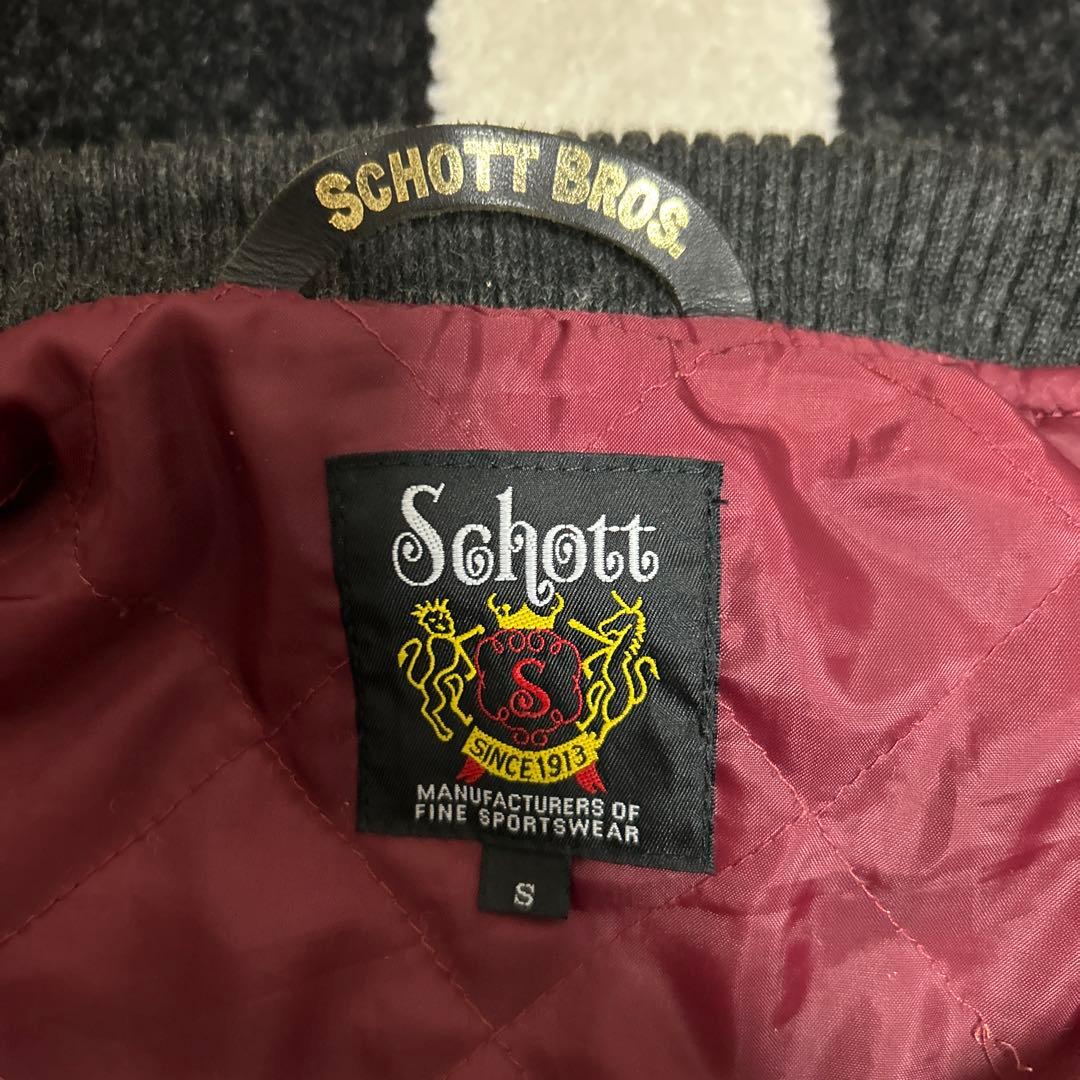 SCHOTT BROS.
Schott
S
SINCE 1913
MANUFACTURERS OF
FINE SPORTSWEAR
S